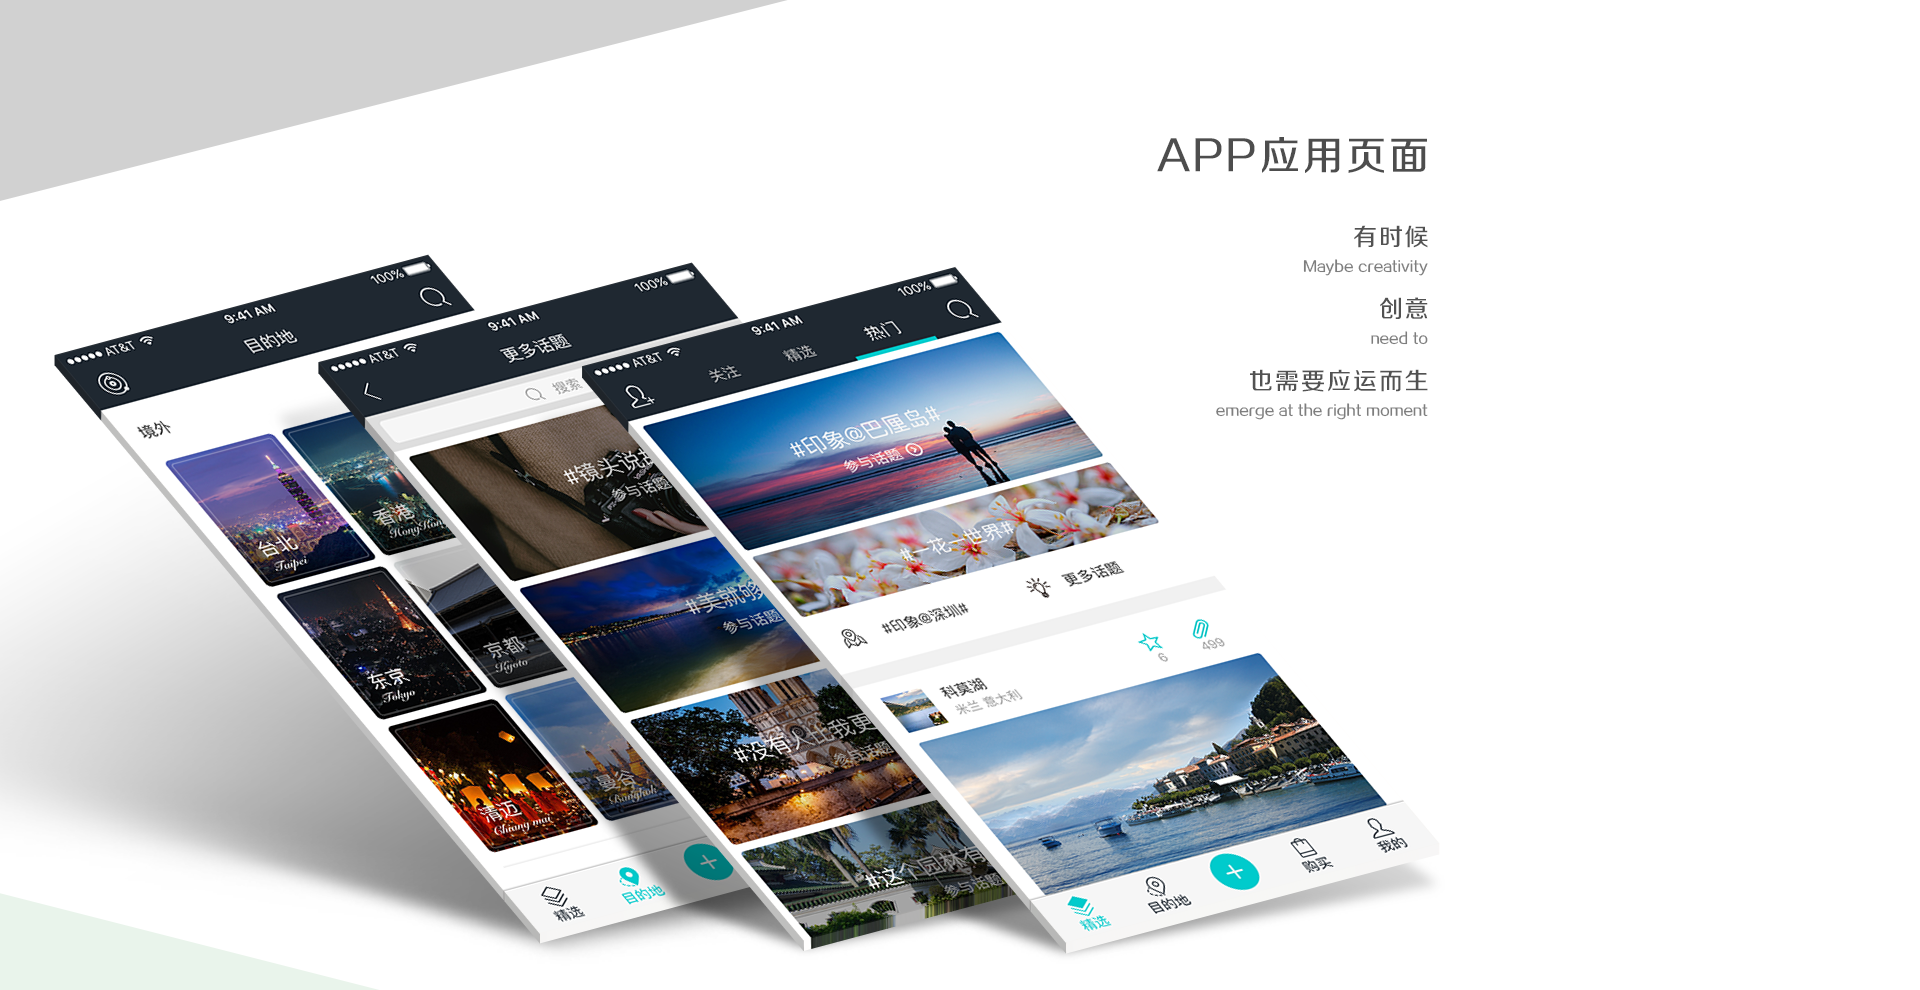 APP应用页面
有时候
Maybe creativity
创意
need to
也需要应运而生
emerge at the right moment
AT&T 9:41 AM 100%
目的地
境外
台北
Taipei
香港
HongKong
东京
Tokyo
京都
Kyoto
清迈
Chiang mai
曼谷
Bangkok
精选
目的地
AT&T 9:41 AM 100%
更多话题
搜索
#镜头说
参与话题
#美就够
参与话题
#没有人比我更
参与话题
#这个园林有
参与话题
AT&T 9:41 AM 100%
关注 精选 热门
#印象@巴厘岛#
参与话题
#一花一世界#
#印象@深圳#
更多话题
科莫湖
米兰 意大利
6
499
精选
目的地
购买
我的